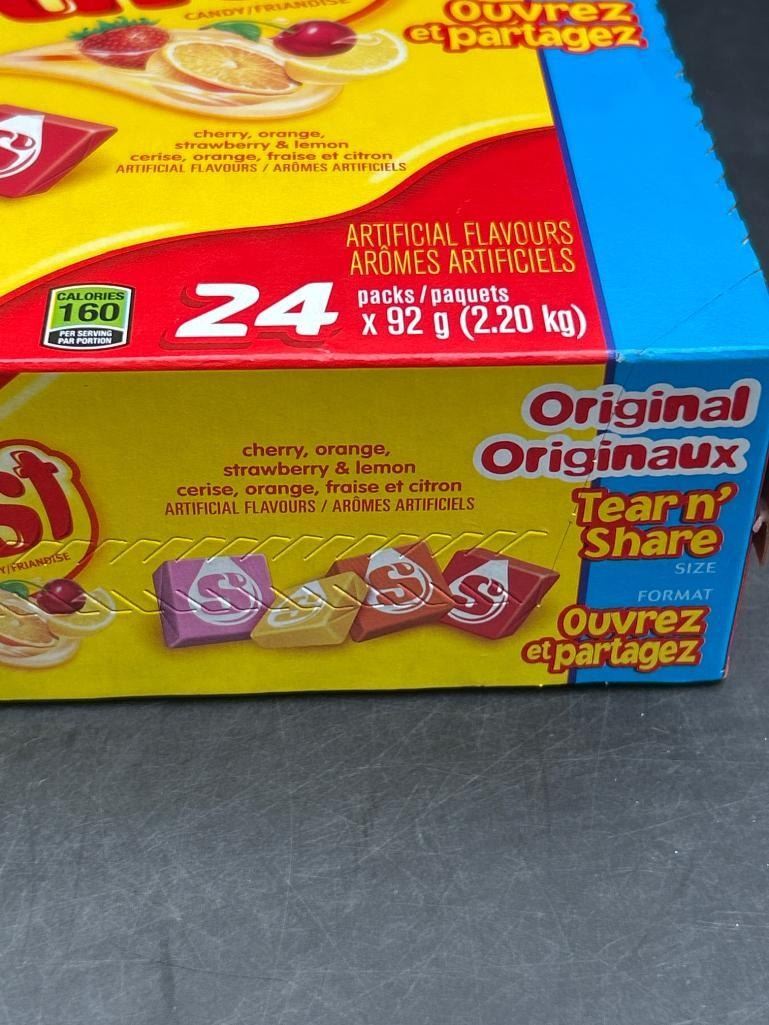 CANDY/FRIANDISE
Ouvrez
et partagez
cherry, orange,
strawberry & lemon
cerise, orange, fraise et citron
ARTIFICIAL FLAVOURS / ARÔMES ARTIFICIELS
S
ARTIFICIAL FLAVOURS
ARÔMES ARTIFICIELS
CALORIES
160
PER SERVING
PAR PORTION
24 packs/paquets
x 92 g (2.20 kg)
Original
Originaux
cherry, orange,
strawberry & lemon
cerise, orange, fraise et citron
ARTIFICIAL FLAVOURS / ARÔMES ARTIFICIELS
st
Y/FRIANDISE
Tear n'
Share
SIZE
FORMAT
Ouvrez
et partagez
S S S S